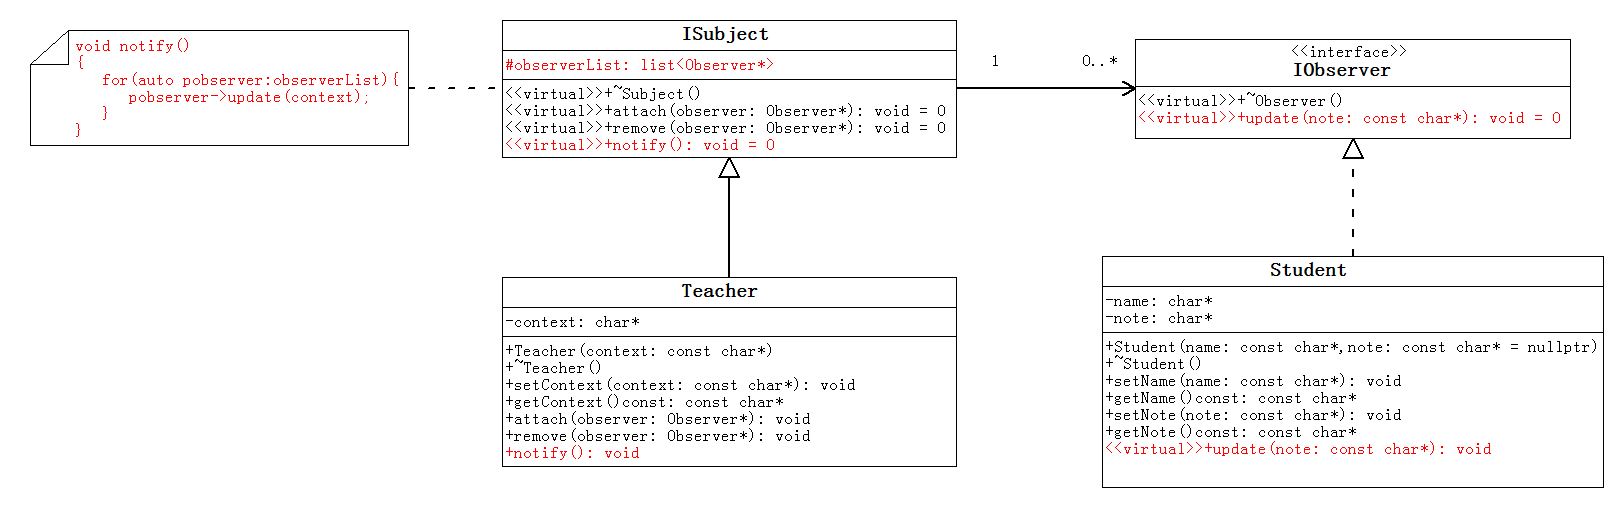 void notify()
{
for(auto pobserver:observerList){
pobserver->update(context);
}
}
ISubject
#observerList: list<Observer*>
<<virtual>>+~Subject()
<<virtual>>+attach(observer: Observer*): void = 0
<<virtual>>+remove(observer: Observer*): void = 0
<<virtual>>+notify(): void = 0
1
0..*
<<interface>>
IObserver
<<virtual>>+~Observer()
<<virtual>>+update(note: const char*): void = 0
Teacher
-context: char*
+Teacher(context: const char*)
+~Teacher()
+setContext(context: const char*): void
+getContext()const: const char*
+attach(observer: Observer*): void
+remove(observer: Observer*): void
+notify(): void
Student
-name: char*
-note: char*
+Student(name: const char*,note: const char* = nullptr)
+~Student()
+setName(name: const char*): void
+getName()const: const char*
+setNote(note: const char*): void
+getNote()const: const char*
<<virtual>>+update(note: const char*): void